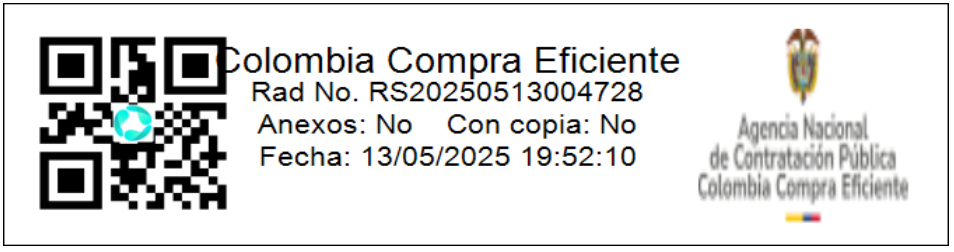 Colombia Compra Eficiente
Rad No. RS20250513004728
Anexos: No Con copia: No
Fecha: 13/05/2025 19:52:10
Agencia Nacional
de Contratación Pública
Colombia Compra Eficiente